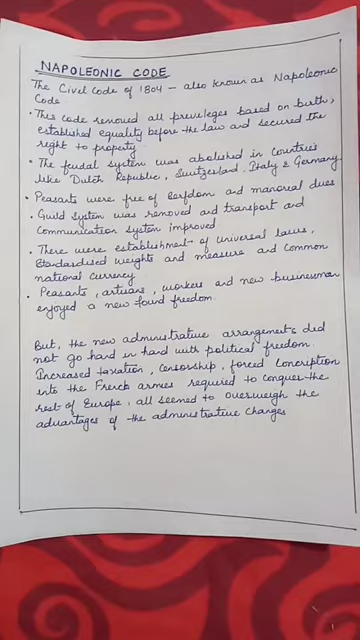 NAPOLEONIC CODE
The Civil Code of 1804 - also known as Napoleonic
Code
• This code removed all privileges based on birth,
established equality before the law and secured the
right to property
• The feudal system was abolished in Countries
like Dutch Republic, Switzerland, Italy & Germany.
• Peasants were free of Serfdom and manorial dues
• Guild system was removed and transport and
communication system improved
• There were establishment of universal laws,
Standardised weights and measure and common
national currency
• Peasants, artisans, workers and new businessman
enjoyed a new found freedom.
But, the new administrative arrangements did
not go hand in hand with political freedom.
Increased taxation, censorship, forced Concription
into the French armies required to conquer the
rest of Europe, all seemed to overweigh the
advantages of the administrative changes